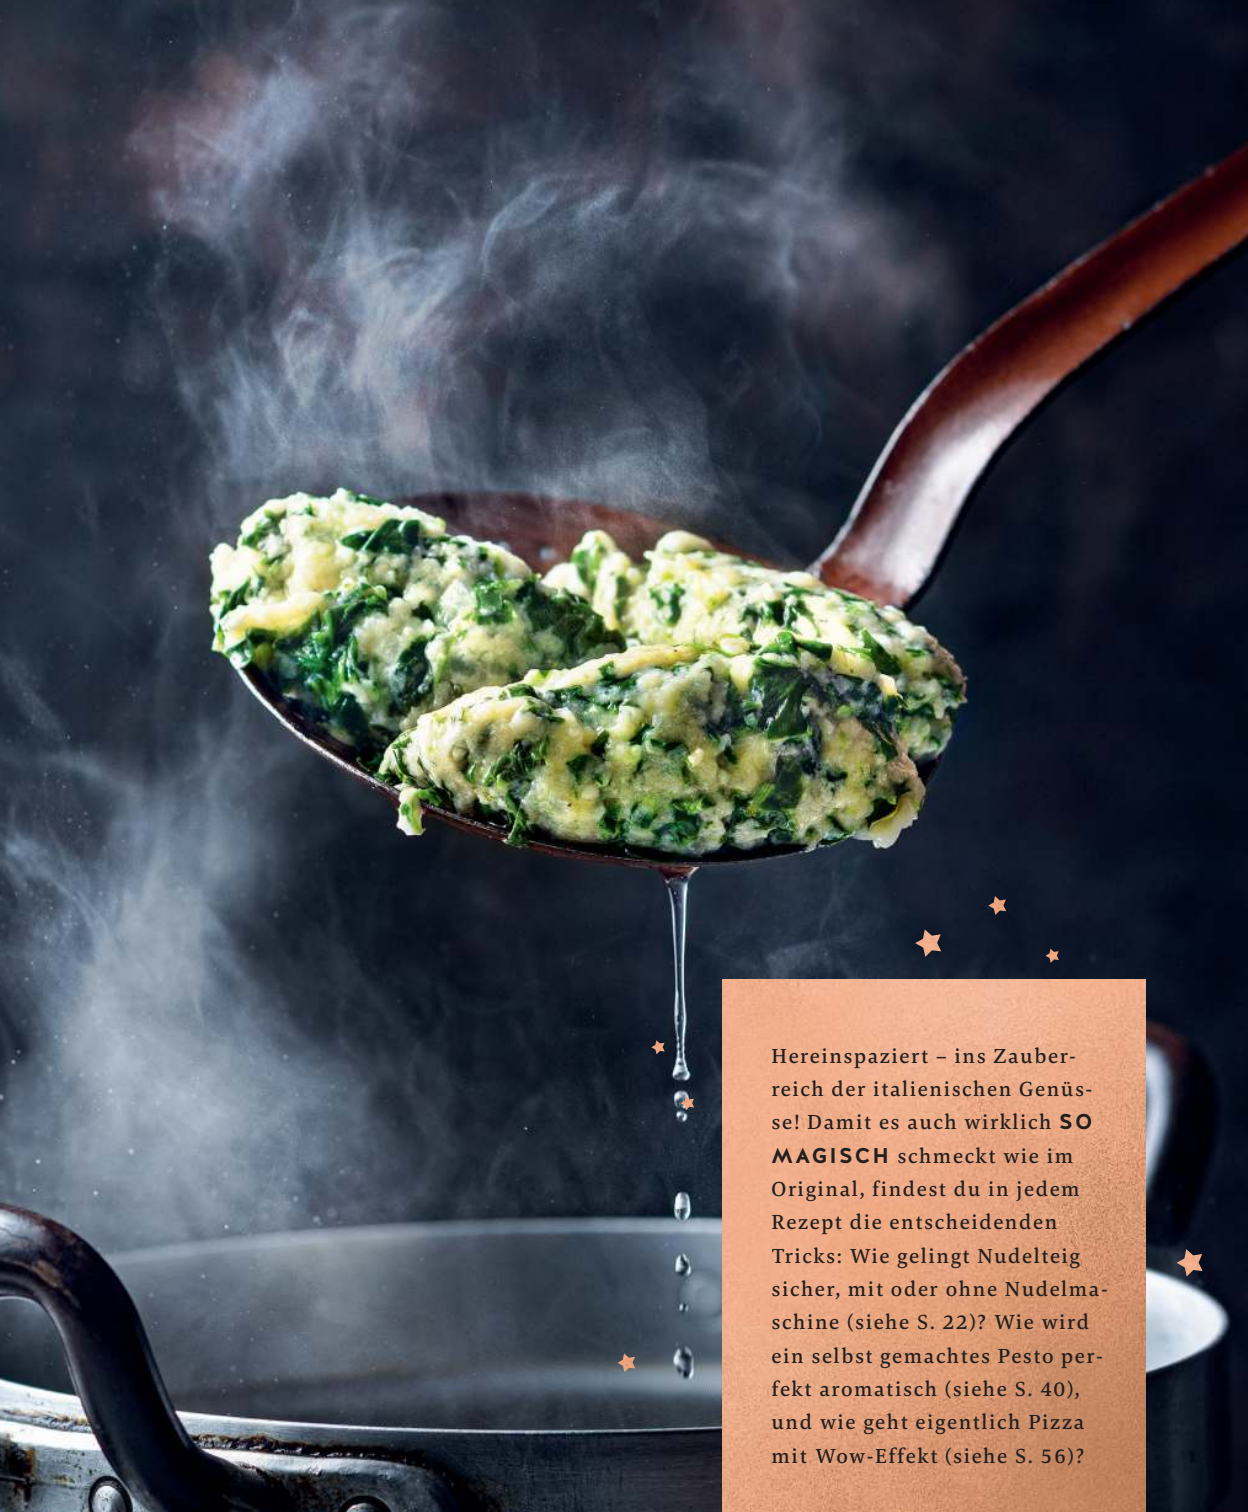 Hereinspaziert – ins Zauber-
reich der italienischen Genüs-
se! Damit es auch wirklich SO
MAGISCH schmeckt wie im
Original, findest du in jedem
Rezept die entscheidenden
Tricks: Wie gelingt Nudelteig
sicher, mit oder ohne Nudelma-
schine (siehe S. 22)? Wie wird
ein selbst gemachtes Pesto per-
fekt aromatisch (siehe S. 40),
und wie geht eigentlich Pizza
mit Wow-Effekt (siehe S. 56)?